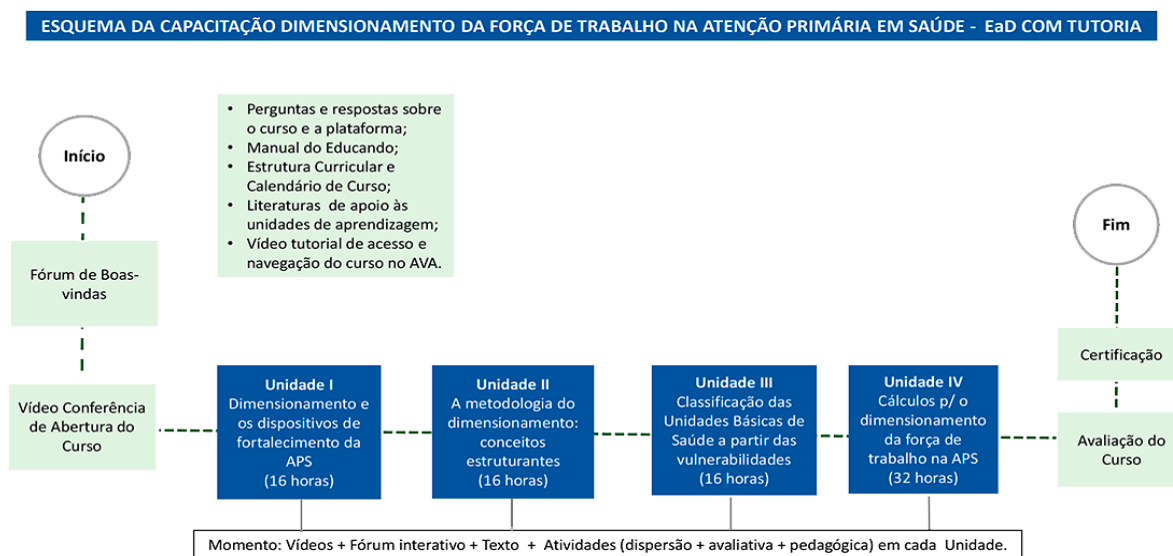 ESQUEMA DA CAPACITAÇÃO DIMENSIONAMENTO DA FORÇA DE TRABALHO NA ATENÇÃO PRIMÁRIA EM SAÚDE - EaD COM TUTORIA
Início
Fórum de Boas-
vindas
Vídeo Conferência
de Abertura do
Curso
• Perguntas e respostas sobre
o curso e a plataforma;
• Manual do Educando;
• Estrutura Curricular e
Calendário de Curso;
• Literaturas de apoio às
unidades de aprendizagem;
• Vídeo tutorial de acesso e
navegação do curso no AVA.
Unidade I
Dimensionamento e
os dispositivos de
fortalecimento da
APS
(16 horas)
Unidade II
A metodologia do
dimensionamento:
conceitos
estruturantes
(16 horas)
Unidade III
Classificação das
Unidades Básicas de
Saúde a partir das
vulnerabilidades
(16 horas)
Unidade IV
Cálculos p/ o
dimensionamento
da força de
trabalho na APS
(32 horas)
Fim
Certificação
Avaliação do
Curso
Momento: Vídeos + Fórum interativo + Texto + Atividades (dispersão + avaliativa + pedagógica) em cada Unidade.